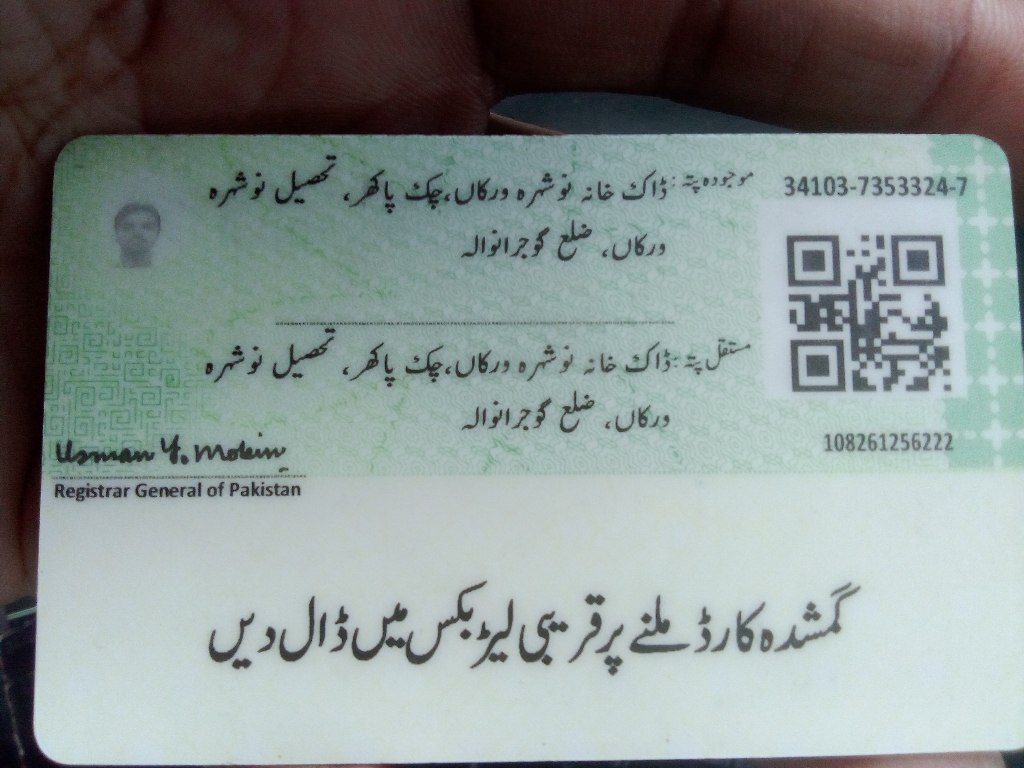 34103-7353324-7
موجودہ پتہ: ڈاک خانہ نوشہرہ ورکاں، چک پاکھر، تحصیل نوشہرہ
ورکاں، ضلع گوجرانوالہ
مستقل پتہ: ڈاک خانہ نوشہرہ ورکاں، چک پاکھر، تحصیل نوشہرہ
ورکاں، ضلع گوجرانوالہ
108261256222
Usman Y. Mobin
Registrar General of Pakistan
گمشدہ کارڈ ملنے پر قریبی لیٹر بکس میں ڈال دیں